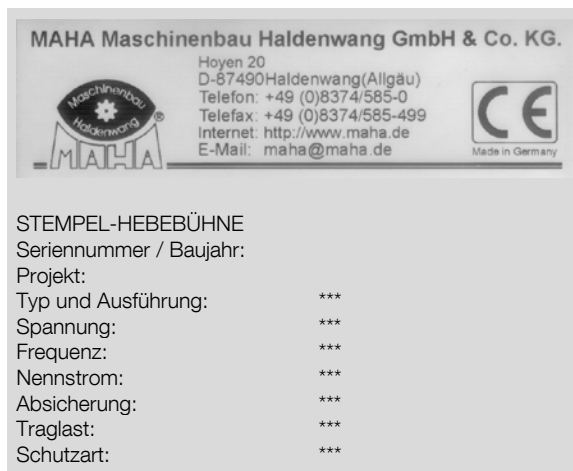 MAHA Maschinenbau Haldenwang GmbH & Co. KG.
Hoyen 20
D-87490Haldenwang(Allgäu)
Telefon: +49 (0)8374/585-0
Telefax: +49 (0)8374/585-499
Internet: http://www.maha.de
E-Mail: maha@maha.de
Maschinenbau
Haldenwang
®
MAHA
CE
Made in Germany
STEMPEL-HEBEBÜHNE
Seriennummer / Baujahr:
Projekt:
Typ und Ausführung: ***
Spannung: ***
Frequenz: ***
Nennstrom: ***
Absicherung: ***
Traglast: ***
Schutzart: ***